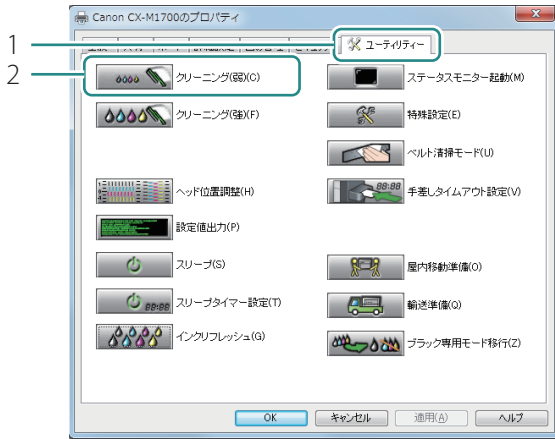 Canon CX-M1700のプロパティ
1
ユーティリティー
2
クリーニング(弱)(C)
ステータスモニター起動(M)
クリーニング(強)(F)
特殊設定(E)
ベルト清掃モード(U)
ヘッド位置調整(H)
88:88
手差しタイムアウト設定(V)
設定値出力(P)
スリープ(S)
屋内移動準備(O)
88:88
スリープタイマー設定(T)
輸送準備(Q)
インクリフレッシュ(G)
ブラック専用モード移行(Z)
OK
キャンセル
適用(A)
ヘルプ